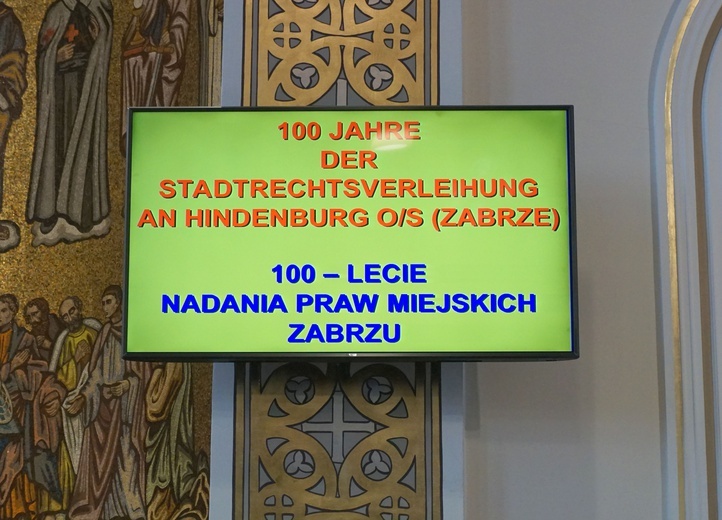 100 JAHRE
DER
STADTRECHTSVERLEIHUNG
AN HINDENBURG O/S (ZABRZE)
100 – LECIE
NADANIA PRAW MIEJSKICH
ZABRZU